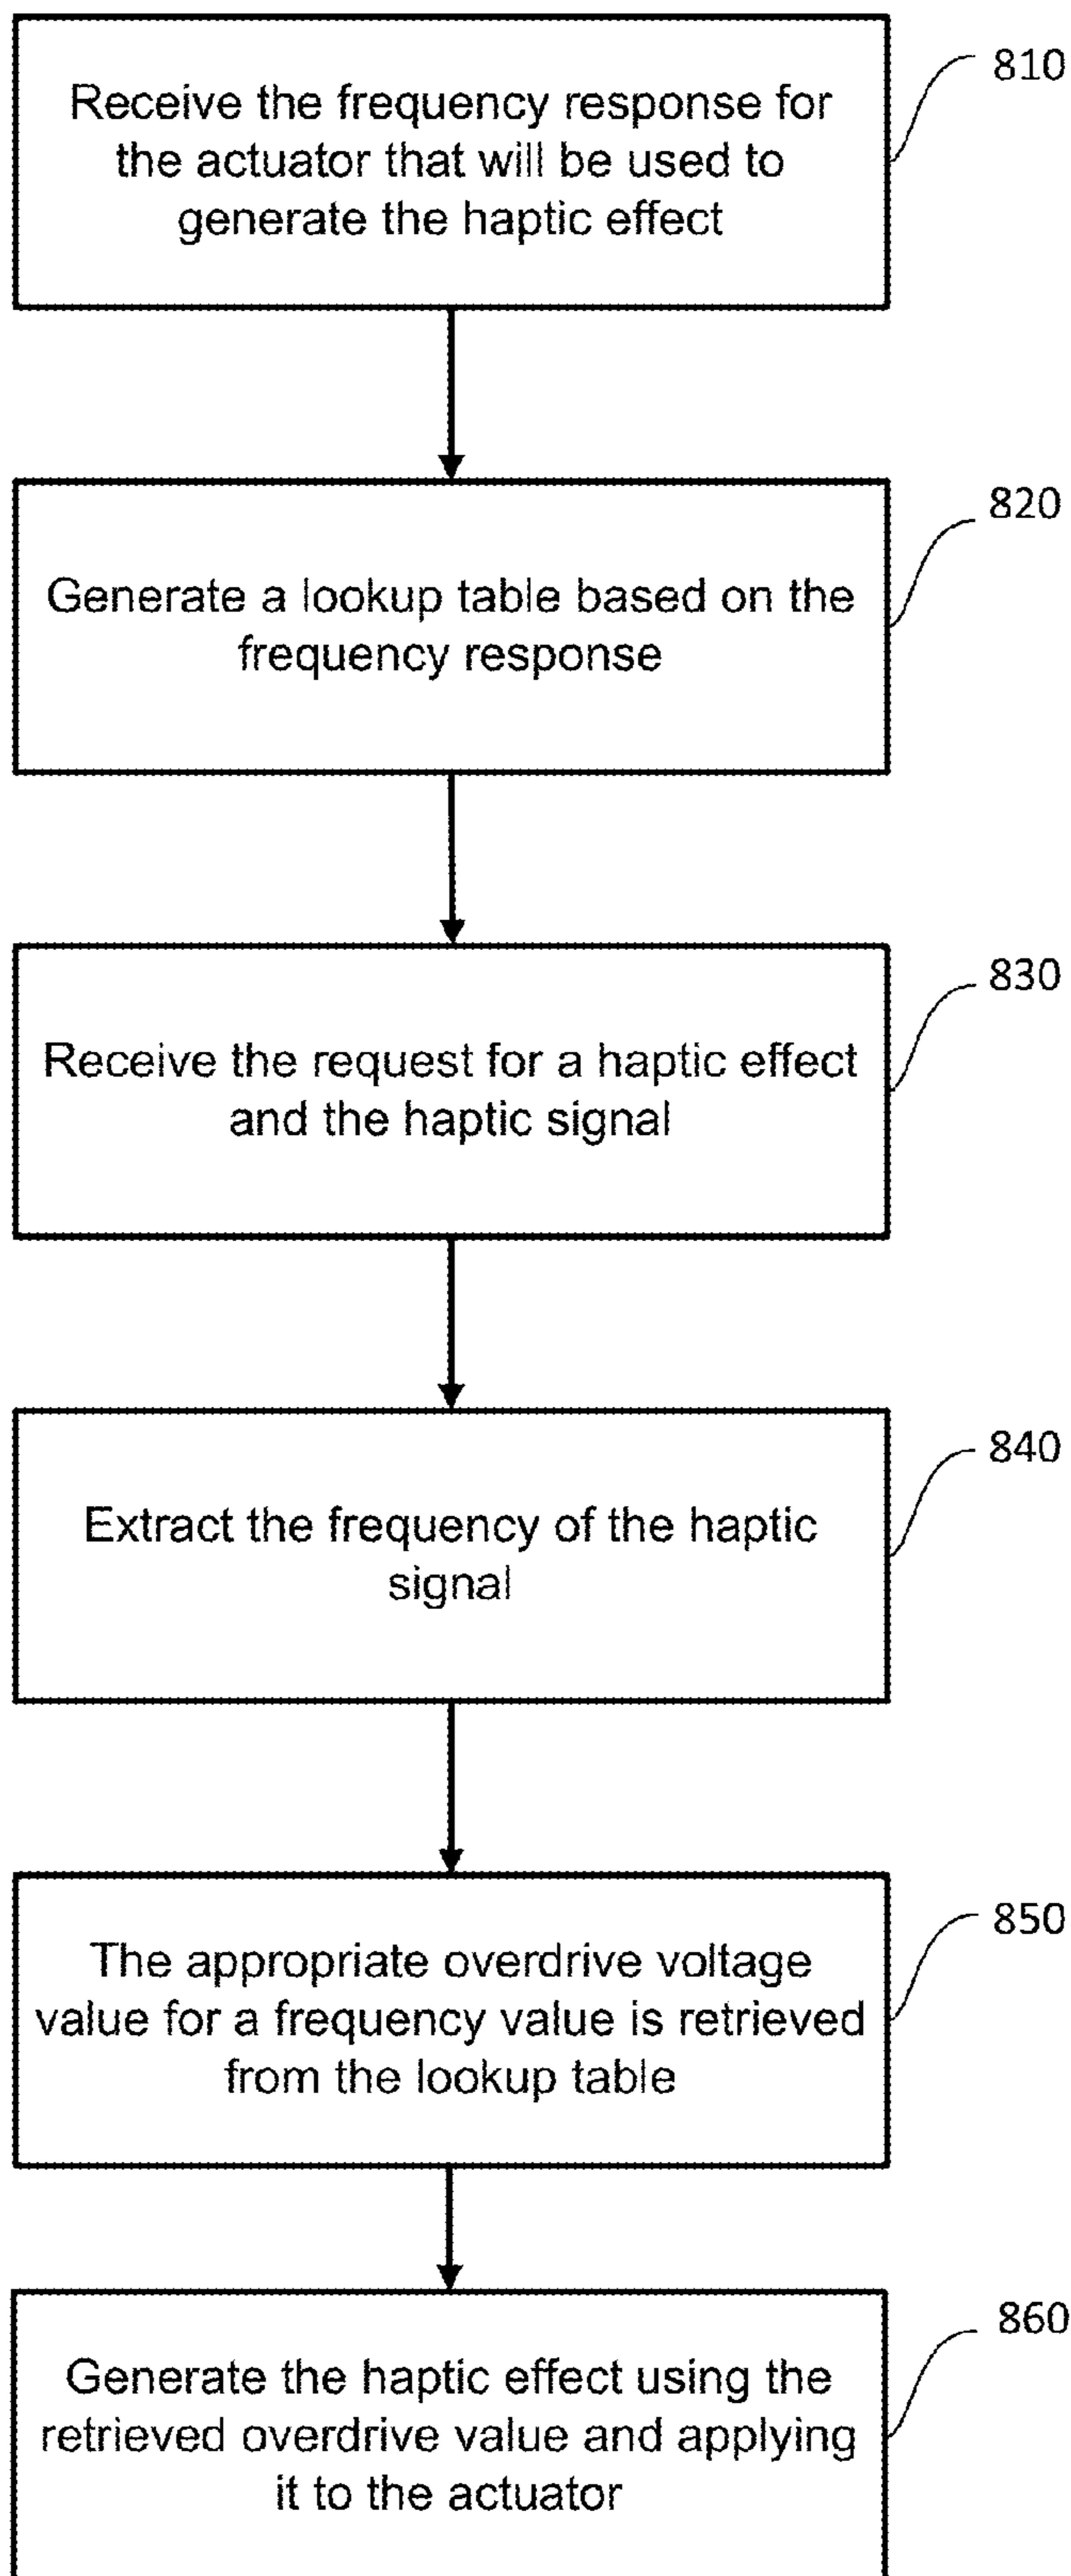 Receive the frequency response for
the actuator that will be used to
generate the haptic effect
810
Generate a lookup table based on the
frequency response
820
Receive the request for a haptic effect
and the haptic signal
830
Extract the frequency of the haptic
signal
840
The appropriate overdrive voltage
value for a frequency value is retrieved
from the lookup table
850
Generate the haptic effect using the
retrieved overdrive value and applying
it to the actuator
860